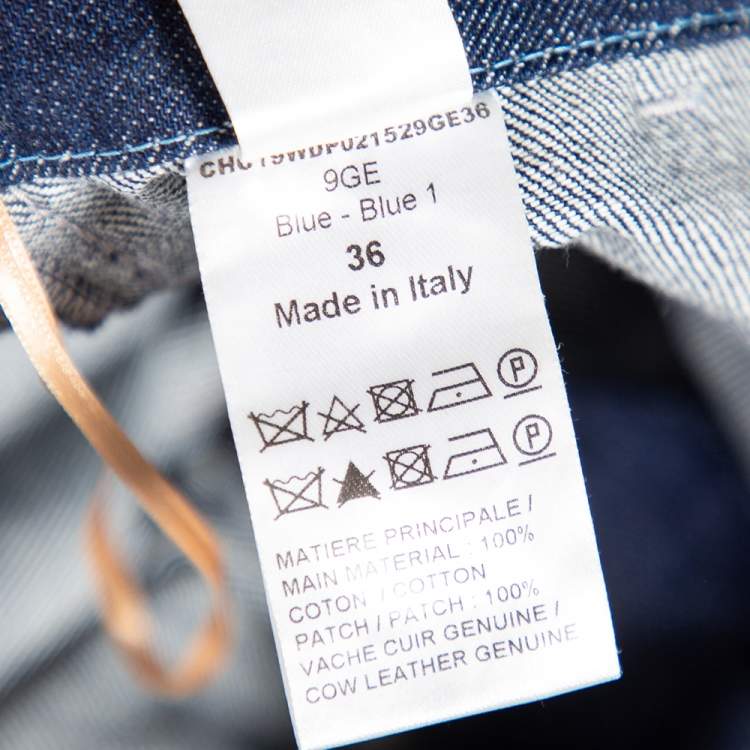 CHC19WDP021529GE36
9GE
Blue - Blue 1
36
Made in Italy
P
P
MATIERE PRINCIPALE /
MAIN MATERIAL : 100%
COTON / COTTON
PATCH / PATCH : 100%
VACHE CUIR GENUINE /
COW LEATHER GENUINE